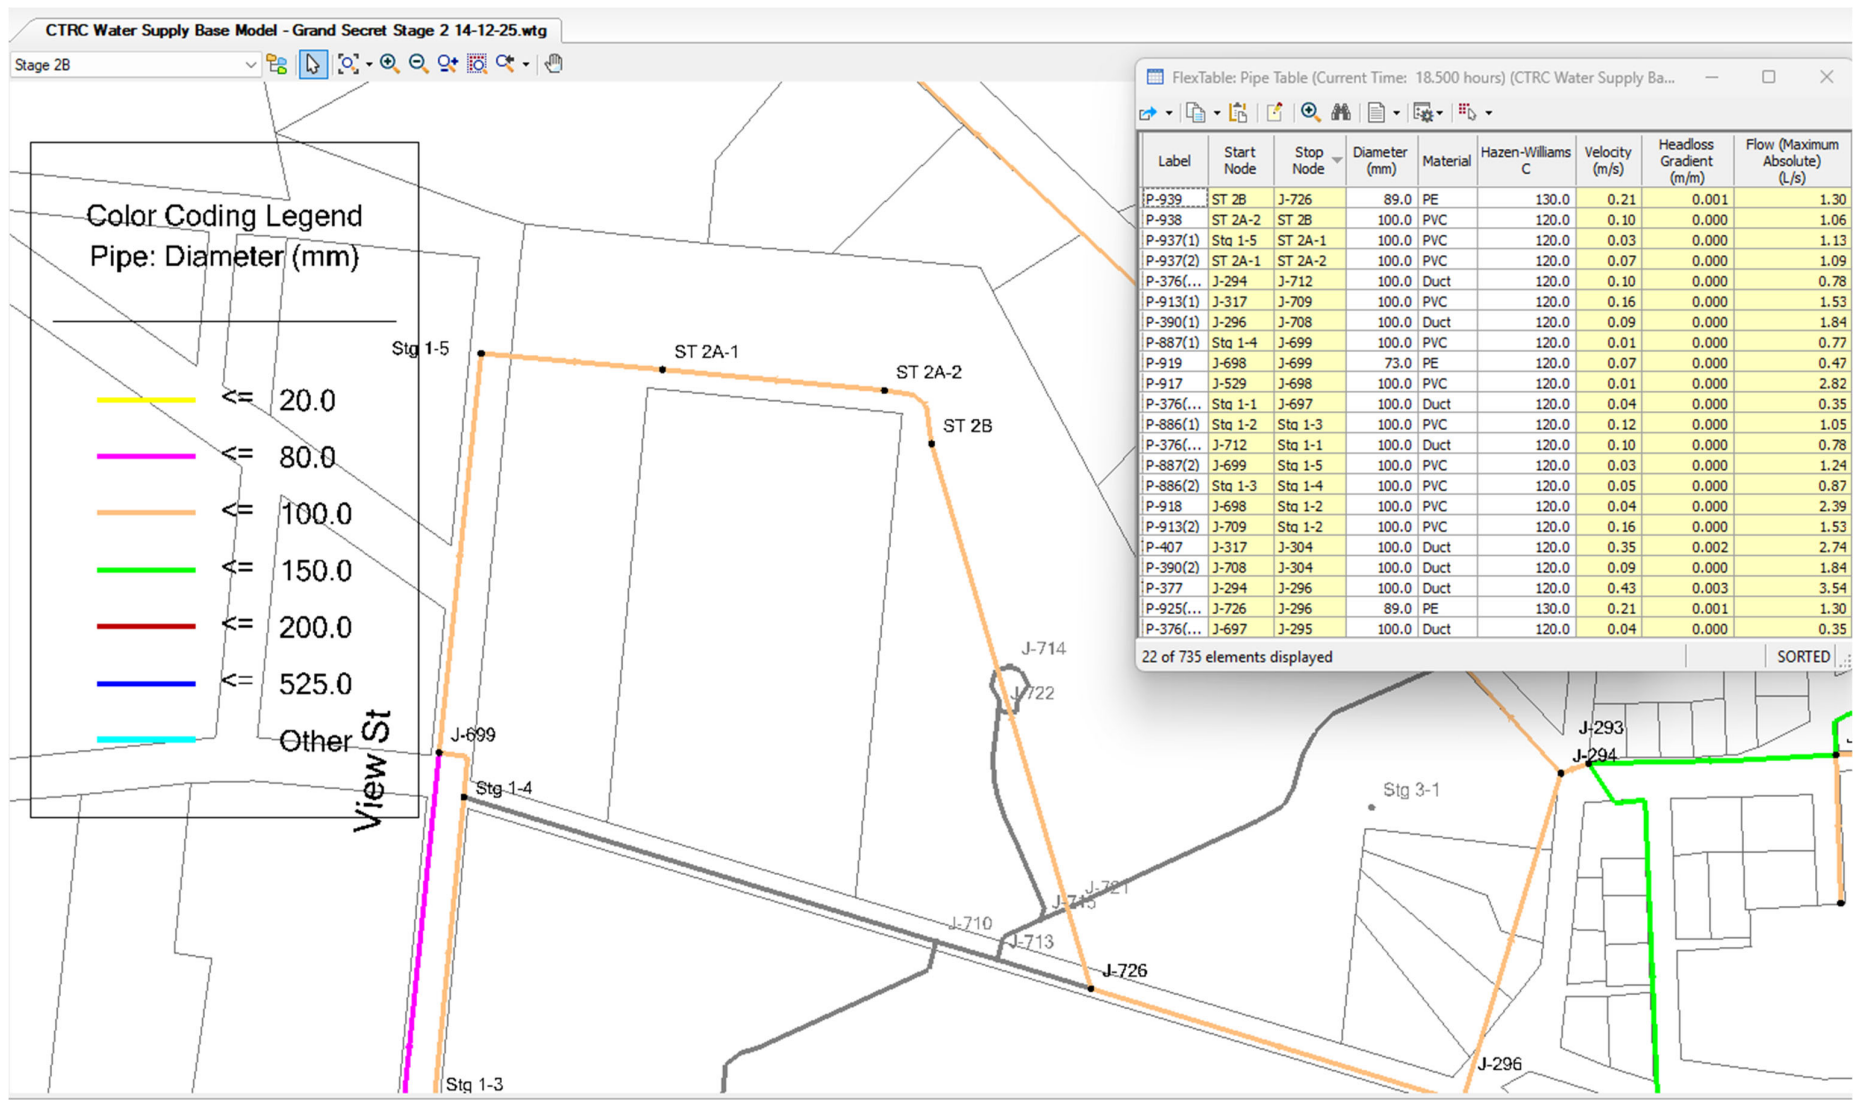 CTRC Water Supply Base Model - Grand Secret Stage 2 14-12-25.wtg
Stage 2B
FlexTable: Pipe Table (Current Time: 18.500 hours) (CTRC Water Supply Ba...
Label Start Node Stop Node Diameter (mm) Material Hazen-Williams C Velocity (m/s) Headloss Gradient (m/m) Flow (Maximum Absolute) (L/s)
P-939 ST 2B J-726 89.0 PE 130.0 0.21 0.001 1.30
P-938 ST 2A-2 ST 2B 100.0 PVC 120.0 0.10 0.000 1.06
P-937(1) Stg 1-5 ST 2A-1 100.0 PVC 120.0 0.03 0.000 1.13
P-937(2) ST 2A-1 ST 2A-2 100.0 PVC 120.0 0.07 0.000 1.09
P-376(... J-294 J-712 100.0 Duct 120.0 0.10 0.000 0.78
P-913(1) J-317 J-709 100.0 PVC 120.0 0.16 0.000 1.53
P-390(1) J-296 J-708 100.0 Duct 120.0 0.09 0.000 1.84
P-887(1) Stg 1-4 J-699 100.0 PVC 120.0 0.01 0.000 0.77
P-919 J-698 J-699 73.0 PE 120.0 0.07 0.000 0.47
P-917 J-529 J-698 100.0 PVC 120.0 0.01 0.000 2.82
P-376(... Stg 1-1 J-697 100.0 Duct 120.0 0.04 0.000 0.35
P-886(1) Stg 1-2 Stg 1-3 100.0 PVC 120.0 0.12 0.000 1.05
P-376(... J-712 Stg 1-1 100.0 Duct 120.0 0.10 0.000 0.78
P-887(2) J-699 Stg 1-5 100.0 PVC 120.0 0.03 0.000 1.24
P-886(2) Stg 1-3 Stg 1-4 100.0 PVC 120.0 0.05 0.000 0.87
P-918 J-698 Stg 1-2 100.0 PVC 120.0 0.04 0.000 2.39
P-913(2) J-709 Stg 1-2 100.0 PVC 120.0 0.16 0.000 1.53
P-407 J-317 J-304 100.0 Duct 120.0 0.35 0.002 2.74
P-390(2) J-708 J-304 100.0 Duct 120.0 0.09 0.000 1.84
P-377 J-294 J-296 100.0 Duct 120.0 0.43 0.003 3.54
P-925(... J-726 J-296 89.0 PE 130.0 0.21 0.001 1.30
P-376(... J-697 J-295 100.0 Duct 120.0 0.04 0.000 0.35
22 of 735 elements displayed SORTED
Color Coding Legend
Pipe: Diameter (mm)
<= 20.0
<= 80.0
<= 100.0
<= 150.0
<= 200.0
<= 525.0
Other
View St
Stg 1-5
ST 2A-1
ST 2A-2
ST 2B
J-714
J-722
J-699
Stg 1-4
J-293
J-294
Stg 3-1
J-721
J-715
J-710
J-713
J-726
J-296
Stg 1-3